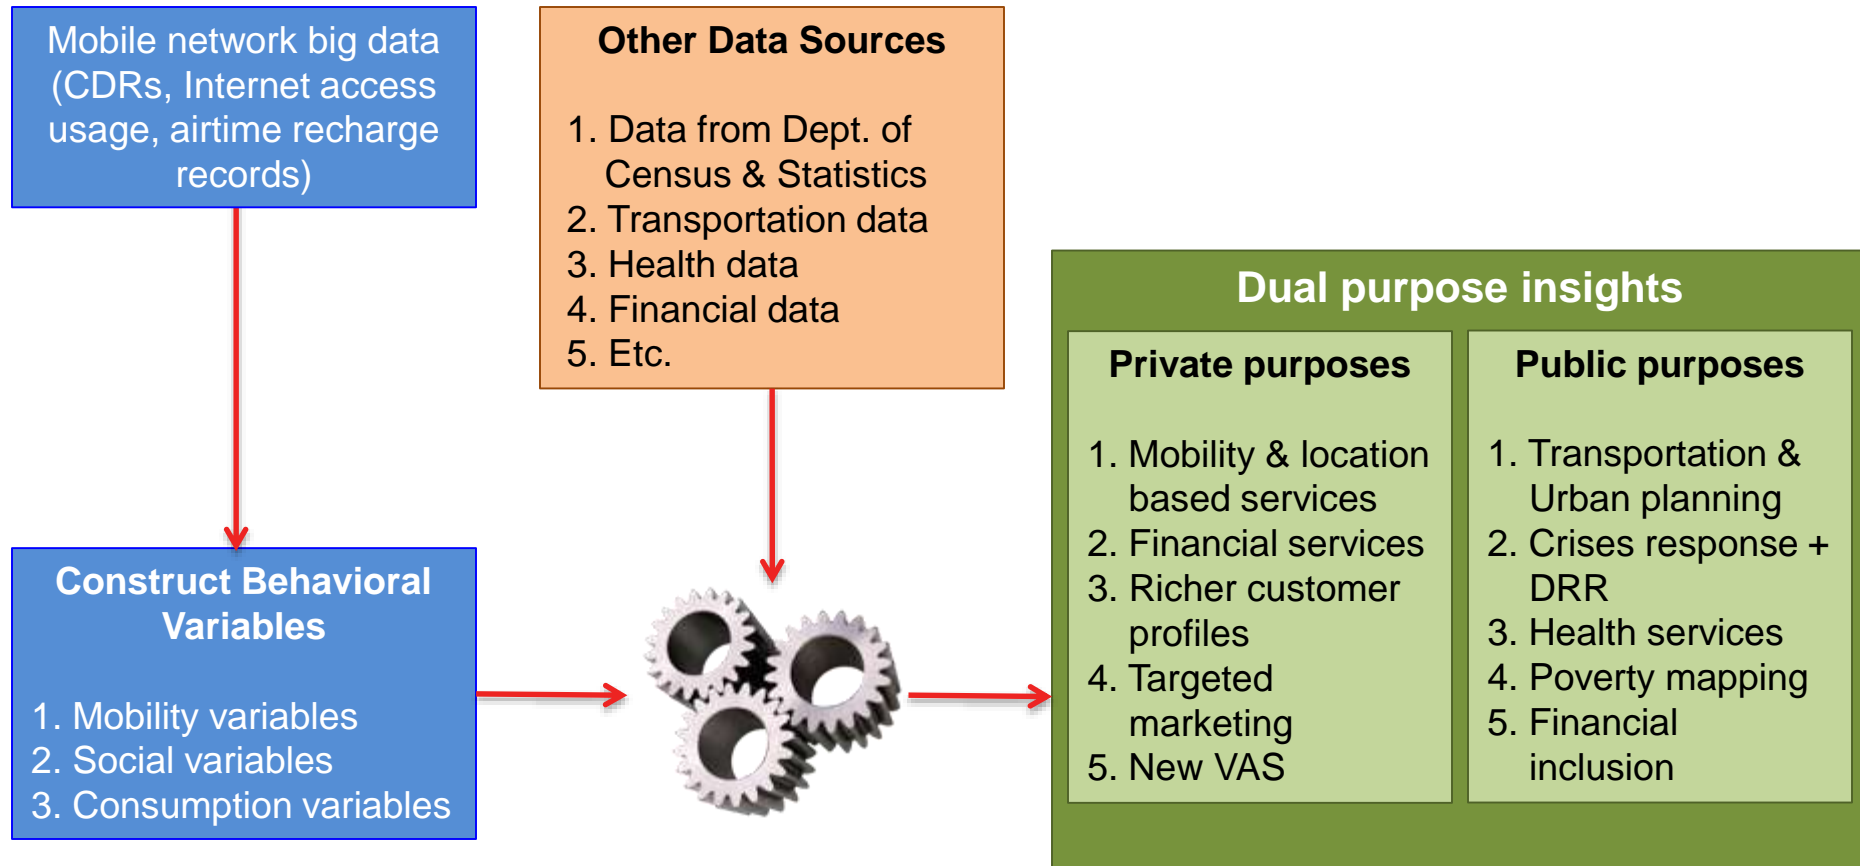 Mobile network big data
(CDRs, Internet access
usage, airtime recharge
records)
Other Data Sources
1. Data from Dept. of
Census & Statistics
2. Transportation data
3. Health data
4. Financial data
5. Etc.
Construct Behavioral
Variables
1. Mobility variables
2. Social variables
3. Consumption variables
Dual purpose insights
Private purposes
1. Mobility & location
based services
2. Financial services
3. Richer customer
profiles
4. Targeted
marketing
5. New VAS
Public purposes
1. Transportation &
Urban planning
2. Crises response +
DRR
3. Health services
4. Poverty mapping
5. Financial
inclusion